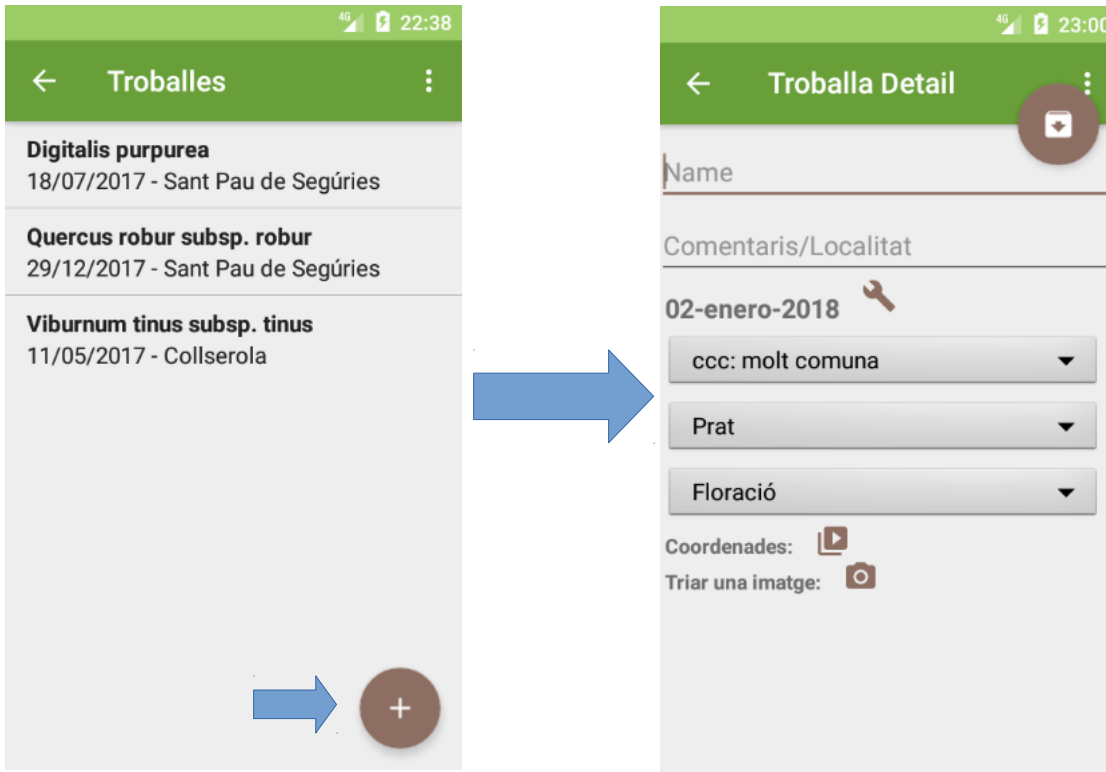 4G 22:38
Troballes
Digitalis purpurea
18/07/2017 - Sant Pau de Segúries
Quercus robur subsp. robur
29/12/2017 - Sant Pau de Segúries
Viburnum tinus subsp. tinus
11/05/2017 - Collserola
+
4G 23:00
Troballa Detail
Name
Comentaris/Localitat
02-enero-2018
ccc: molt comuna
Prat
Floració
Coordenades:
Triar una imatge: